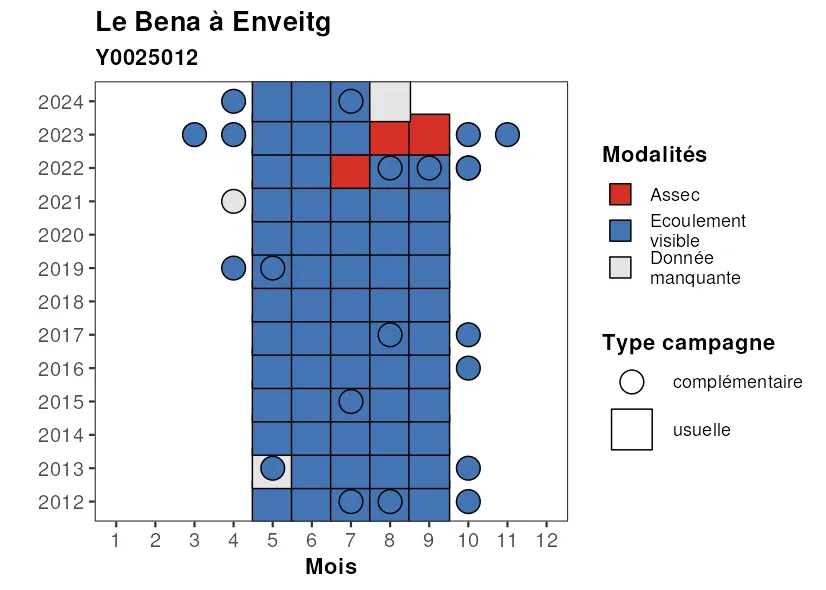 Le Bena à Enveitg
Y0025012
2024
2023
2022
2021
2020
2019
2018
2017
2016
2015
2014
2013
2012
1 2 3 4 5 6 7 8 9 10 11 12
Mois
Modalités
Assec
Ecoulement
visible
Donnée
manquante
Type campagne
complémentaire
usuelle